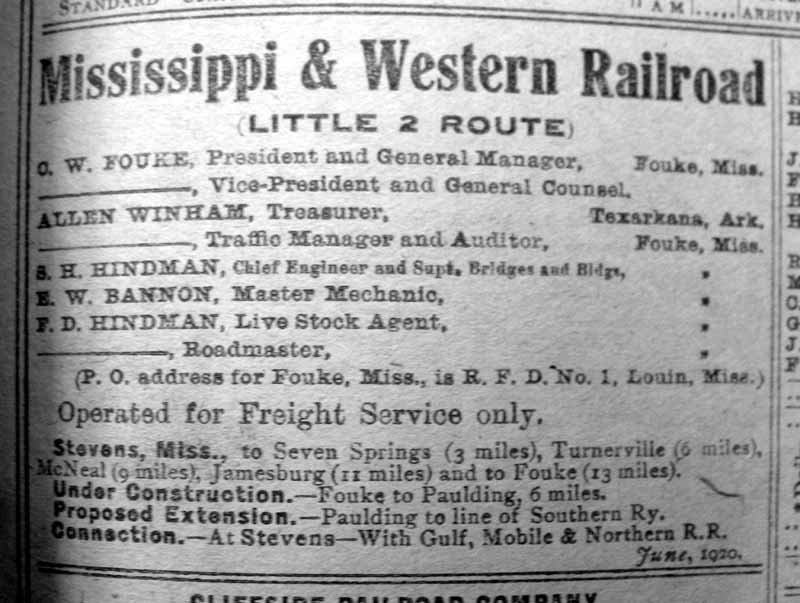 STANDARD
A M
ARRIVE
Mississippi & Western Railroad
(LITTLE 2 ROUTE)
C. W. FOUKE, President and General Manager, Fouke, Miss.
————, Vice-President and General Counsel.
ALLEN WINHAM, Treasurer, Texarkana, Ark.
————, Traffic Manager and Auditor, Fouke, Miss.
S. H. HINDMAN, Chief Engineer and Supt. Bridges and Bldgs, "
E. W. BANNON, Master Mechanic, "
F. D. HINDMAN, Live Stock Agent, "
————, Roadmaster, "
(P. O. address for Fouke, Miss., is R. F. D. No. 1, Louin, Miss.)
Operated for Freight Service only.
Stevens, Miss., to Seven Springs (3 miles), Turnerville (6 miles),
McNeal (9 miles), Jamesburg (11 miles) and to Fouke (13 miles).
Under Construction.—Fouke to Paulding, 6 miles.
Proposed Extension.—Paulding to line of Southern Ry.
Connection.—At Stevens—With Gulf, Mobile & Northern R.R.
June, 1920.
CLIFFSIDE RAILROAD COMPANY